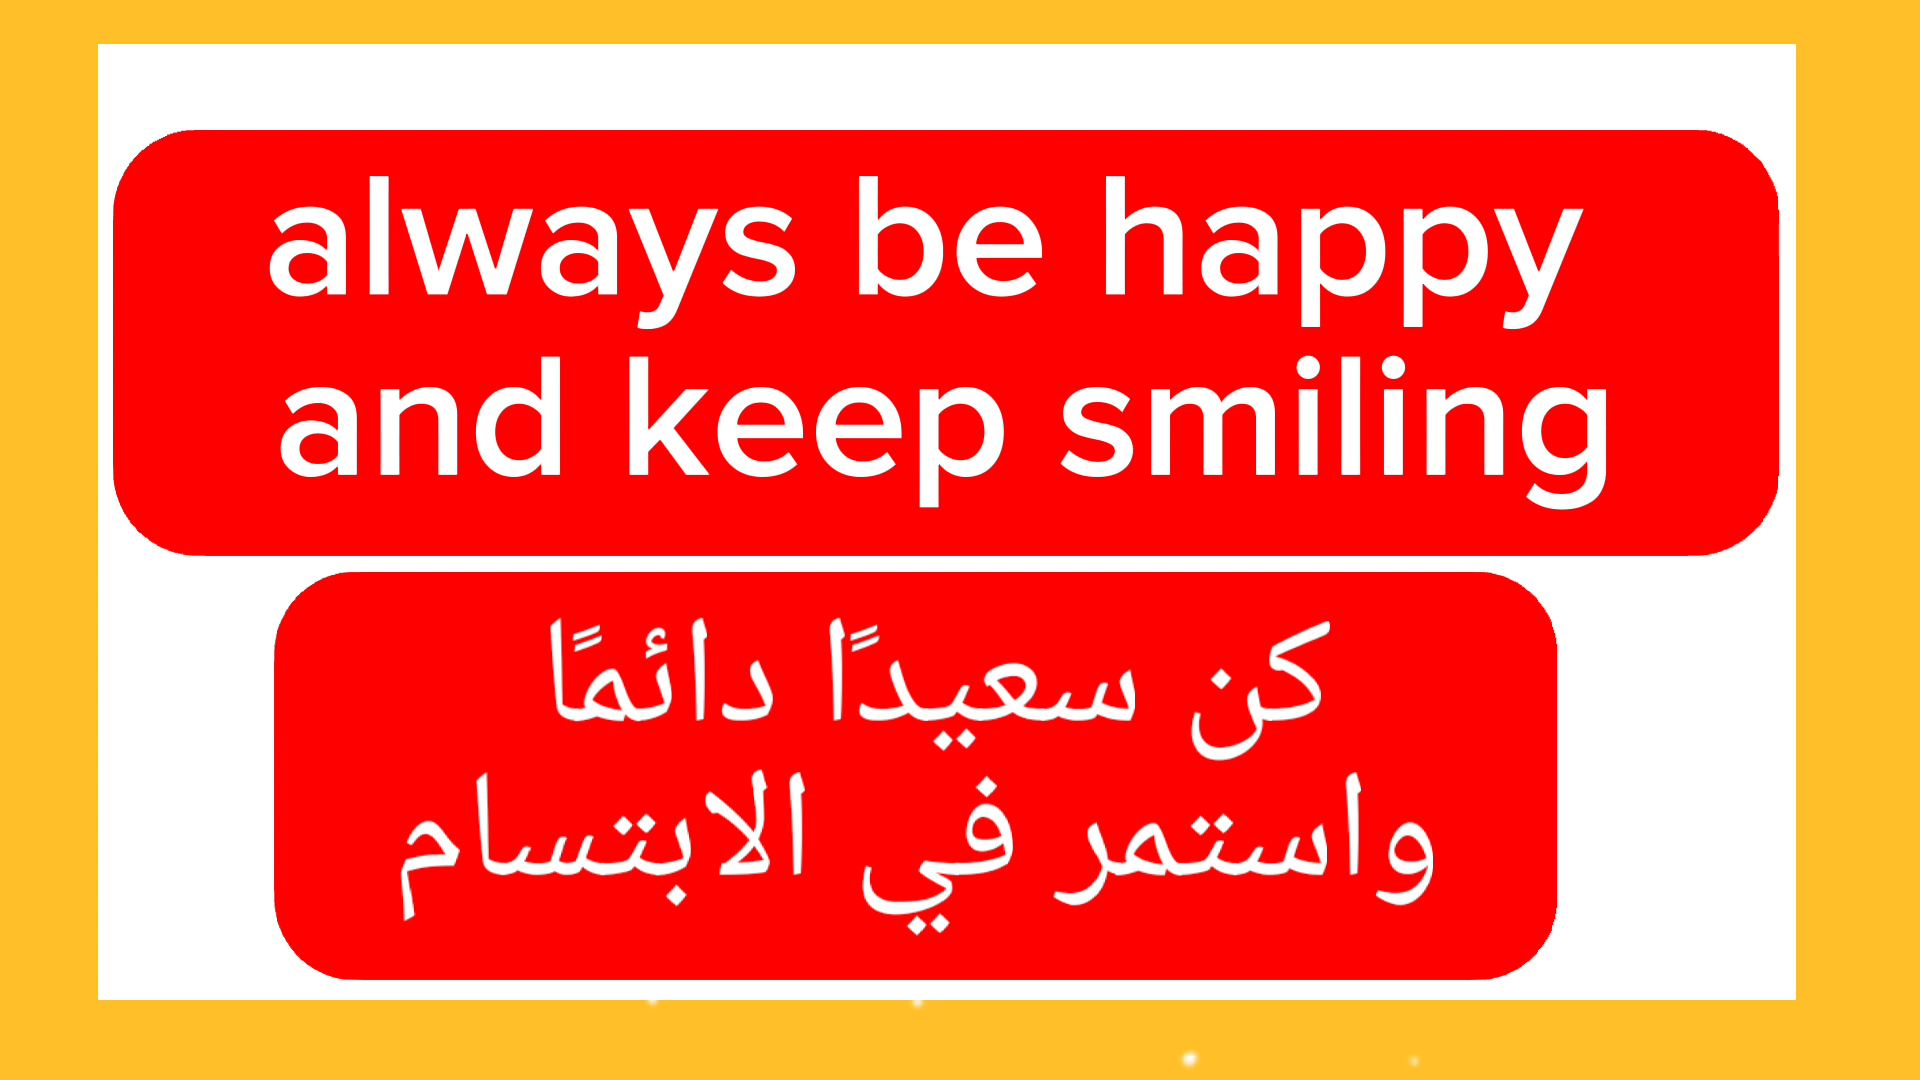 always be happy
and keep smiling
كن سعيدًا دائمًا
واستمر في الابتسام